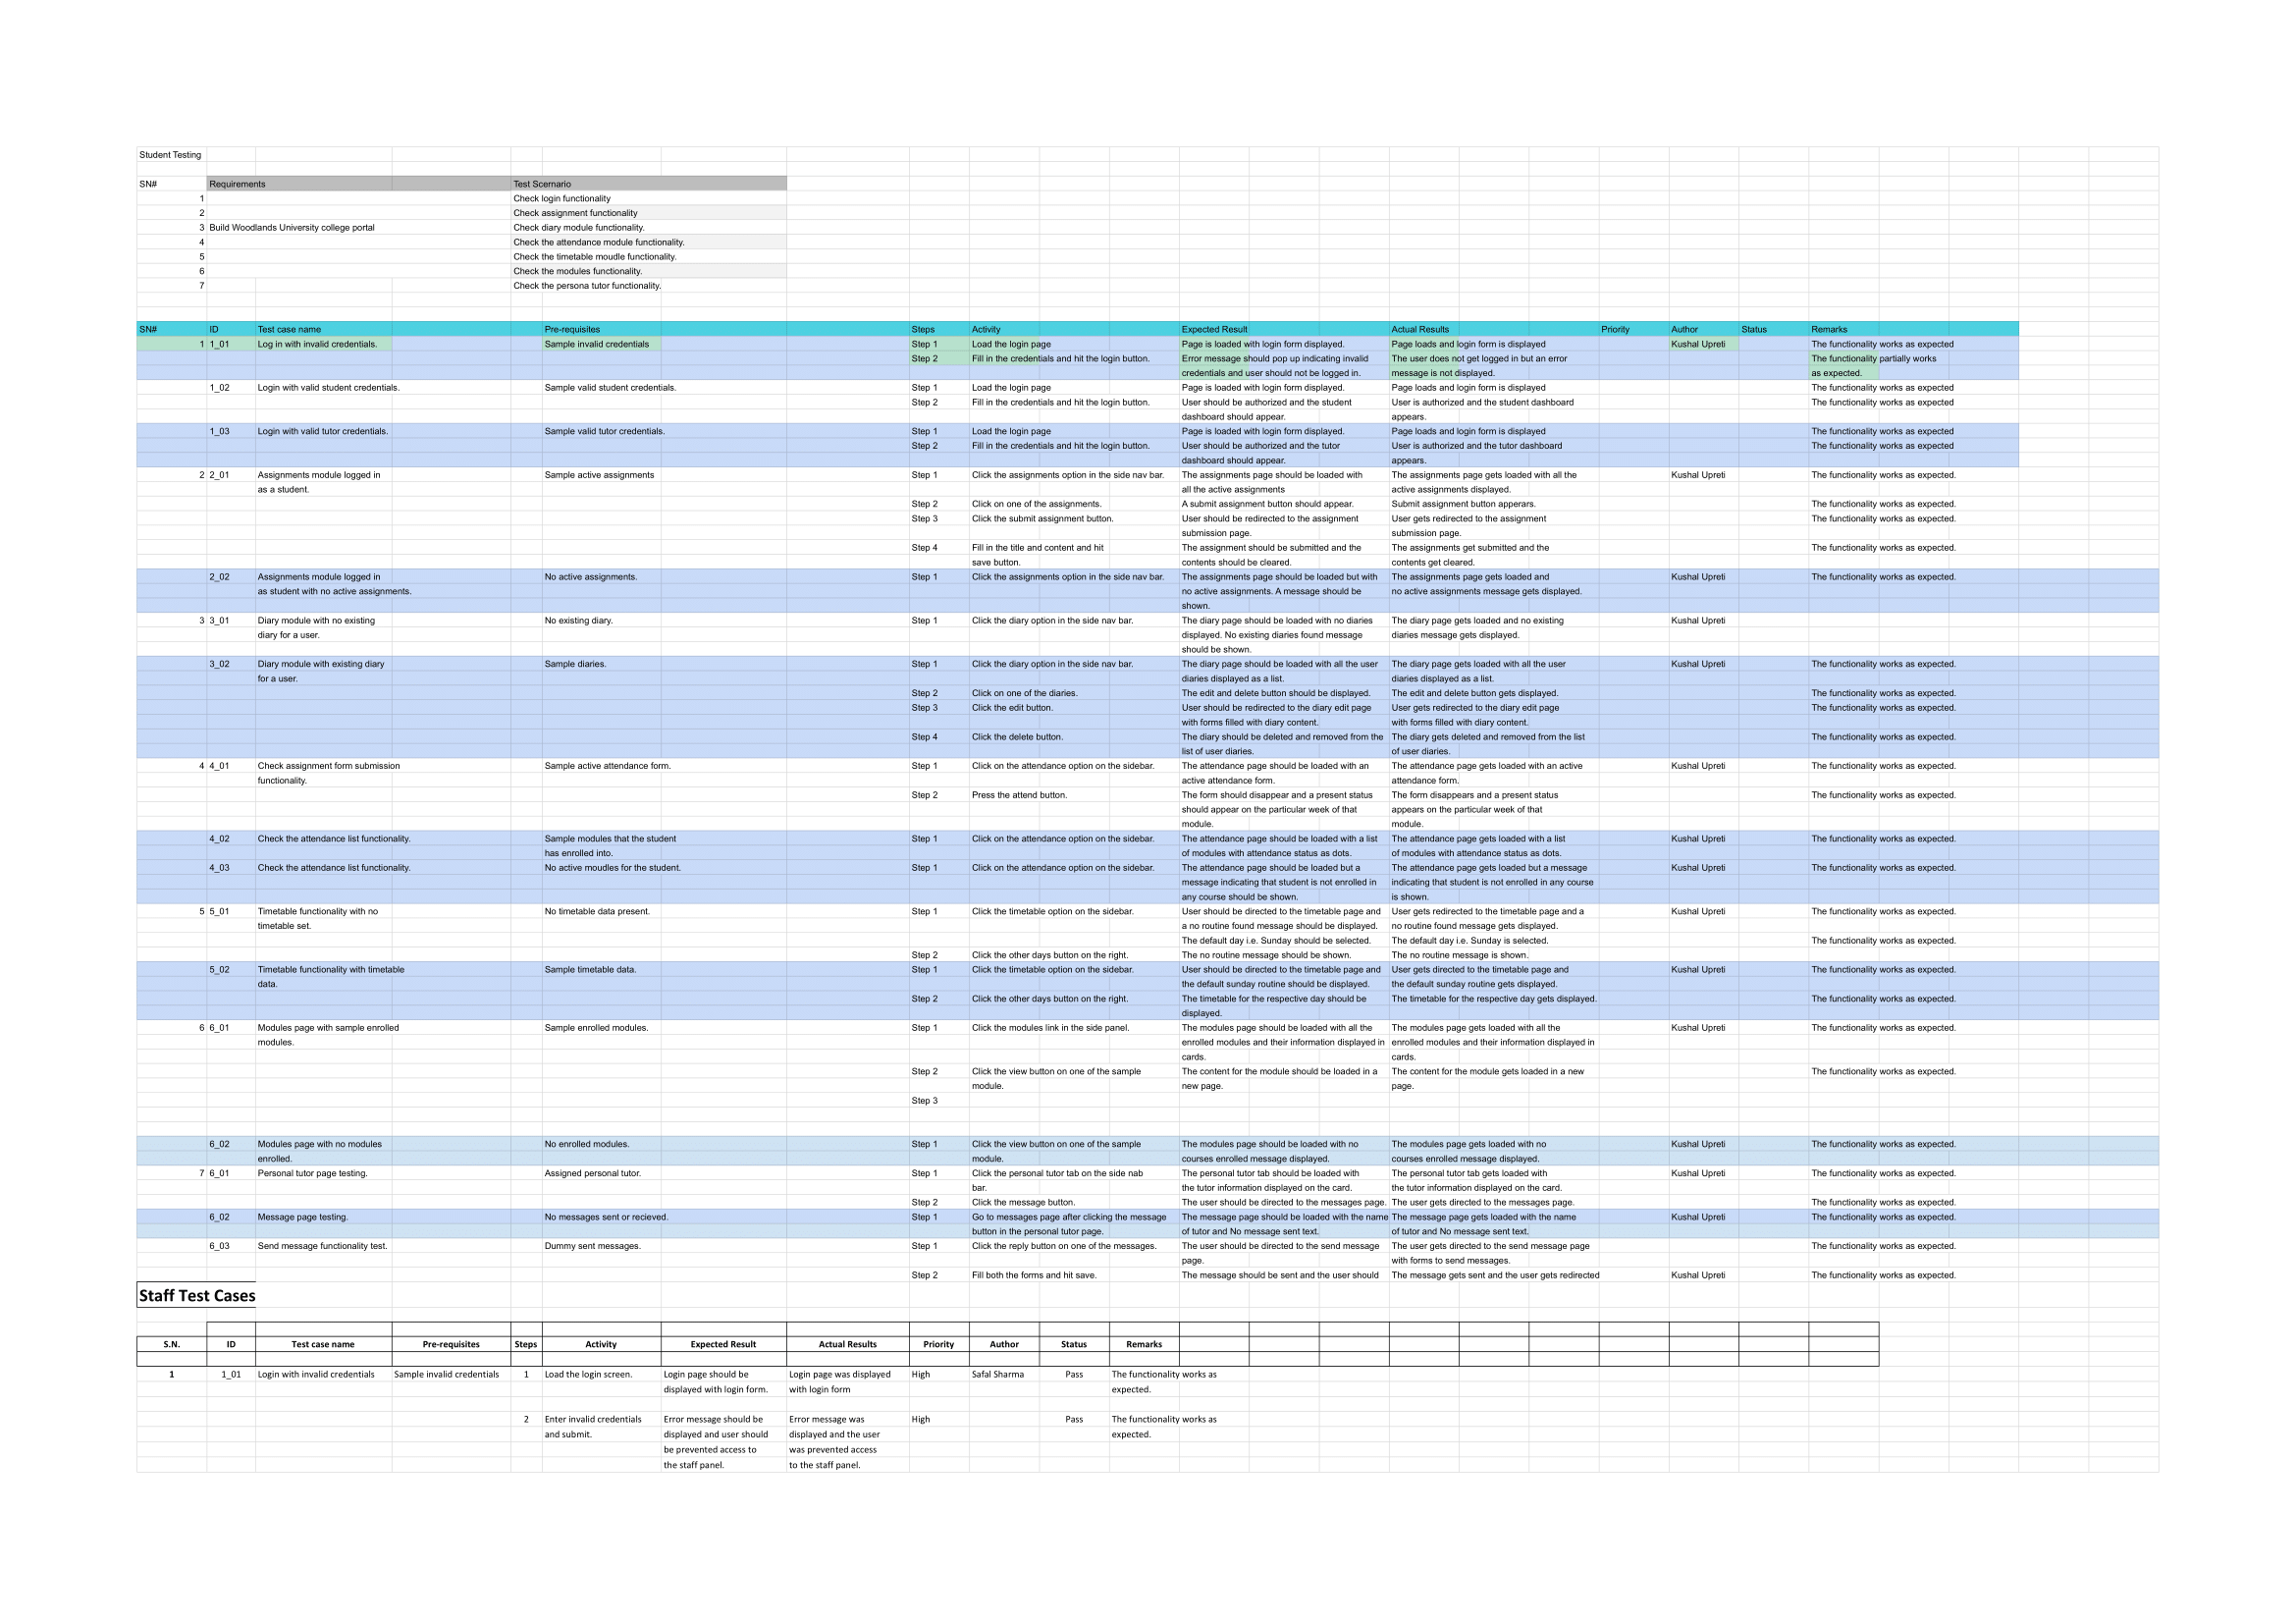 Student Testing
SN# Requirements Test Scernario
1 Check login functionality
2 Check assignment functionality
3 Build Woodlands University college portal Check diary module functionality.
4 Check the attendance module functionality.
5 Check the timetable moudle functionality.
6 Check the modules functionality.
7 Check the persona tutor functionality.
SN# ID Test case name Pre-requisites Steps Activity Expected Result Actual Results Priority Author Status Remarks
1 1_01 Log in with invalid credentials. Sample invalid credentials Step 1 Load the login page Page is loaded with login form displayed. Page loads and login form is displayed Kushal Upreti The functionality works as expected
Step 2 Fill in the credentials and hit the login button. Error message should pop up indicating invalid The user does not get logged in but an error The functionality partially works
credentials and user should not be logged in. message is not displayed. as expected.
1_02 Login with valid student credentials. Sample valid student credentials. Step 1 Load the login page Page is loaded with login form displayed. Page loads and login form is displayed The functionality works as expected
Step 2 Fill in the credentials and hit the login button. User should be authorized and the student User is authorized and the student dashboard The functionality works as expected
dashboard should appear. appears.
1_03 Login with valid tutor credentials. Sample valid tutor credentials. Step 1 Load the login page Page is loaded with login form displayed. Page loads and login form is displayed The functionality works as expected
Step 2 Fill in the credentials and hit the login button. User should be authorized and the tutor User is authorized and the tutor dashboard The functionality works as expected
dashboard should appear. appears.
2 2_01 Assignments module logged in Sample active assignments Step 1 Click the assignments option in the side nav bar. The assignments page should be loaded with The assignments page gets loaded with all the Kushal Upreti The functionality works as expected.
as a student. all the active assignments active assignments displayed.
Step 2 Click on one of the assignments. A submit assignment button should appear. Submit assignment button apperars. The functionality works as expected.
Step 3 Click the submit assignment button. User should be redirected to the assignment User gets redirected to the assignment The functionality works as expected.
submission page. submission page.
Step 4 Fill in the title and content and hit The assignment should be submitted and the The assignments get submitted and the The functionality works as expected.
save button. contents should be cleared. contents get cleared.
2_02 Assignments module logged in No active assignments. Step 1 Click the assignments option in the side nav bar. The assignments page should be loaded but with The assignments page gets loaded and Kushal Upreti The functionality works as expected.
as student with no active assignments. no active assignments. A message should be no active assignments message gets displayed.
shown.
3 3_01 Diary module with no existing No existing diary. Step 1 Click the diary option in the side nav bar. The diary page should be loaded with no diaries The diary page gets loaded and no existing Kushal Upreti
diary for a user. displayed. No existing diaries found message diaries message gets displayed.
should be shown.
3_02 Diary module with existing diary Sample diaries. Step 1 Click the diary option in the side nav bar. The diary page should be loaded with all the user The diary page gets loaded with all the user Kushal Upreti The functionality works as expected.
for a user. diaries displayed as a list. diaries displayed as a list.
Step 2 Click on one of the diaries. The edit and delete button should be displayed. The edit and delete button gets displayed. The functionality works as expected.
Step 3 Click the edit button. User should be redirected to the diary edit page User gets redirected to the diary edit page The functionality works as expected.
with forms filled with diary content. with forms filled with diary content.
Step 4 Click the delete button. The diary should be deleted and removed from the The diary gets deleted and removed from the list The functionality works as expected.
list of user diaries. of user diaries.
4 4_01 Check assignment form submission Sample active attendance form. Step 1 Click on the attendance option on the sidebar. The attendance page should be loaded with an The attendance page gets loaded with an active Kushal Upreti The functionality works as expected.
functionality. active attendance form. attendance form.
Step 2 Press the attend button. The form should disappear and a present status The form disappears and a present status The functionality works as expected.
should appear on the particular week of that appears on the particular week of that
module. module.
4_02 Check the attendance list functionality. Sample modules that the student Step 1 Click on the attendance option on the sidebar. The attendance page should be loaded with a list The attendance page gets loaded with a list Kushal Upreti The functionality works as expected.
has enrolled into. of modules with attendance status as dots. of modules with attendance status as dots.
4_03 Check the attendance list functionality. No active moudles for the student. Step 1 Click on the attendance option on the sidebar. The attendance page should be loaded but a The attendance page gets loaded but a message Kushal Upreti The functionality works as expected.
message indicating that student is not enrolled in indicating that student is not enrolled in any course
any course should be shown. is shown.
5 5_01 Timetable functionality with no No timetable data present. Step 1 Click the timetable option on the sidebar. User should be directed to the timetable page and User gets redirected to the timetable page and a Kushal Upreti The functionality works as expected.
timetable set. a no routine found message should be displayed. no routine found message gets displayed.
The default day i.e. Sunday should be selected. The default day i.e. Sunday is selected. The functionality works as expected.
Step 2 Click the other days button on the right. The no routine message should be shown. The no routine message is shown.
5_02 Timetable functionality with timetable Sample timetable data. Step 1 Click the timetable option on the sidebar. User should be directed to the timetable page and User gets directed to the timetable page and Kushal Upreti The functionality works as expected.
data. the default sunday routine should be displayed. the default sunday routine gets displayed.
Step 2 Click the other days button on the right. The timetable for the respective day should be The timetable for the respective day gets displayed. The functionality works as expected.
displayed.
6 6_01 Modules page with sample enrolled Sample enrolled modules. Step 1 Click the modules link in the side panel. The modules page should be loaded with all the The modules page gets loaded with all the Kushal Upreti The functionality works as expected.
modules. enrolled modules and their information displayed in enrolled modules and their information displayed in
cards. cards.
Step 2 Click the view button on one of the sample The content for the module should be loaded in a The content for the module gets loaded in a new The functionality works as expected.
module. new page. page.
Step 3
6_02 Modules page with no modules No enrolled modules. Step 1 Click the view button on one of the sample The modules page should be loaded with no The modules page gets loaded with no Kushal Upreti The functionality works as expected.
enrolled. module. courses enrolled message displayed. courses enrolled message displayed.
7 6_01 Personal tutor page testing. Assigned personal tutor. Step 1 Click the personal tutor tab on the side nab The personal tutor tab should be loaded with The personal tutor tab gets loaded with Kushal Upreti The functionality works as expected.
bar. the tutor information displayed on the card. the tutor information displayed on the card.
Step 2 Click the message button. The user should be directed to the messages page. The user gets directed to the messages page. The functionality works as expected.
6_02 Message page testing. No messages sent or recieved. Step 1 Go to messages page after clicking the message The message page should be loaded with the name The message page gets loaded with the name Kushal Upreti The functionality works as expected.
button in the personal tutor page. of tutor and No message sent text. of tutor and No message sent text.
6_03 Send message functionality test. Dummy sent messages. Step 1 Click the reply button on one of the messages. The user should be directed to the send message The user gets directed to the send message page The functionality works as expected.
page. with forms to send messages.
Step 2 Fill both the forms and hit save. The message should be sent and the user should The message gets sent and the user gets redirected Kushal Upreti The functionality works as expected.
Staff Test Cases
S.N. ID Test case name Pre-requisites Steps Activity Expected Result Actual Results Priority Author Status Remarks
1 1_01 Login with invalid credentials Sample invalid credentials 1 Load the login screen. Login page should be Login page was displayed High Safal Sharma Pass The functionality works as
displayed with login form. with login form expected.
2 Enter invalid credentials Error message should be Error message was High Pass The functionality works as
and submit. displayed and user should displayed and the user expected.
be prevented access to was prevented access
the staff panel. to the staff panel.